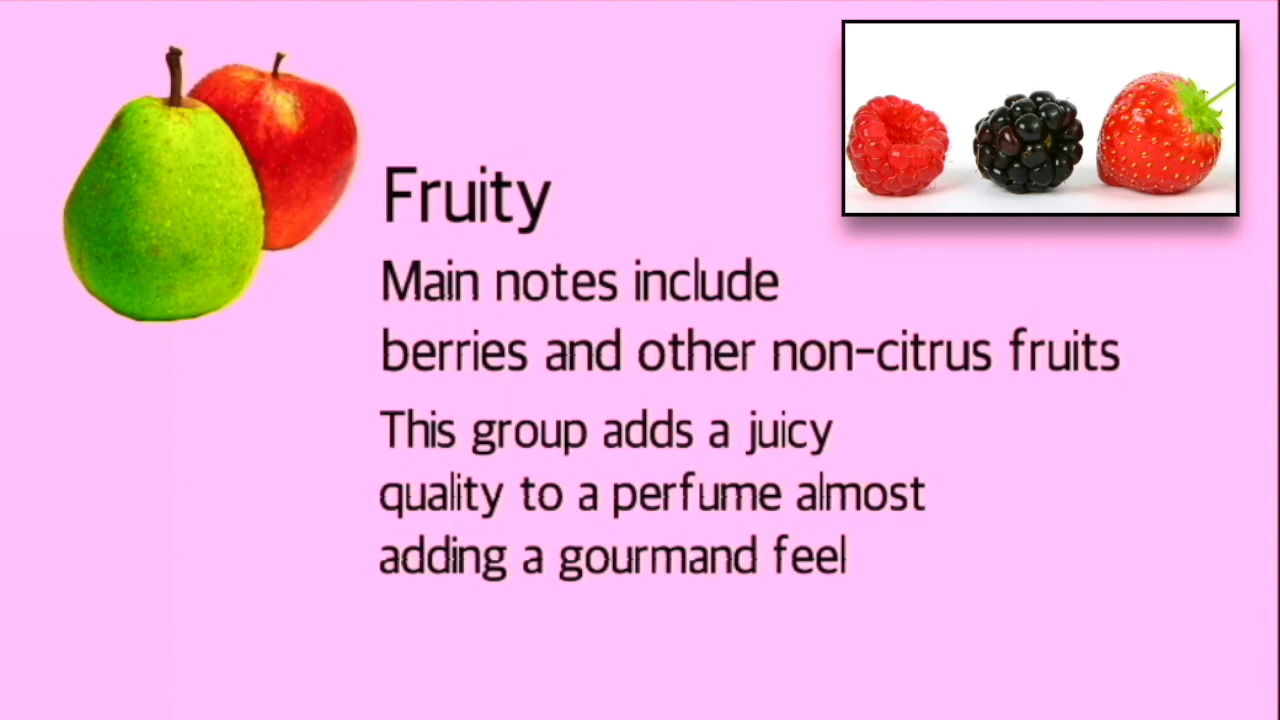 Fruity
Main notes include
berries and other non-citrus fruits
This group adds a juicy
quality to a perfume almost
adding a gourmand feel